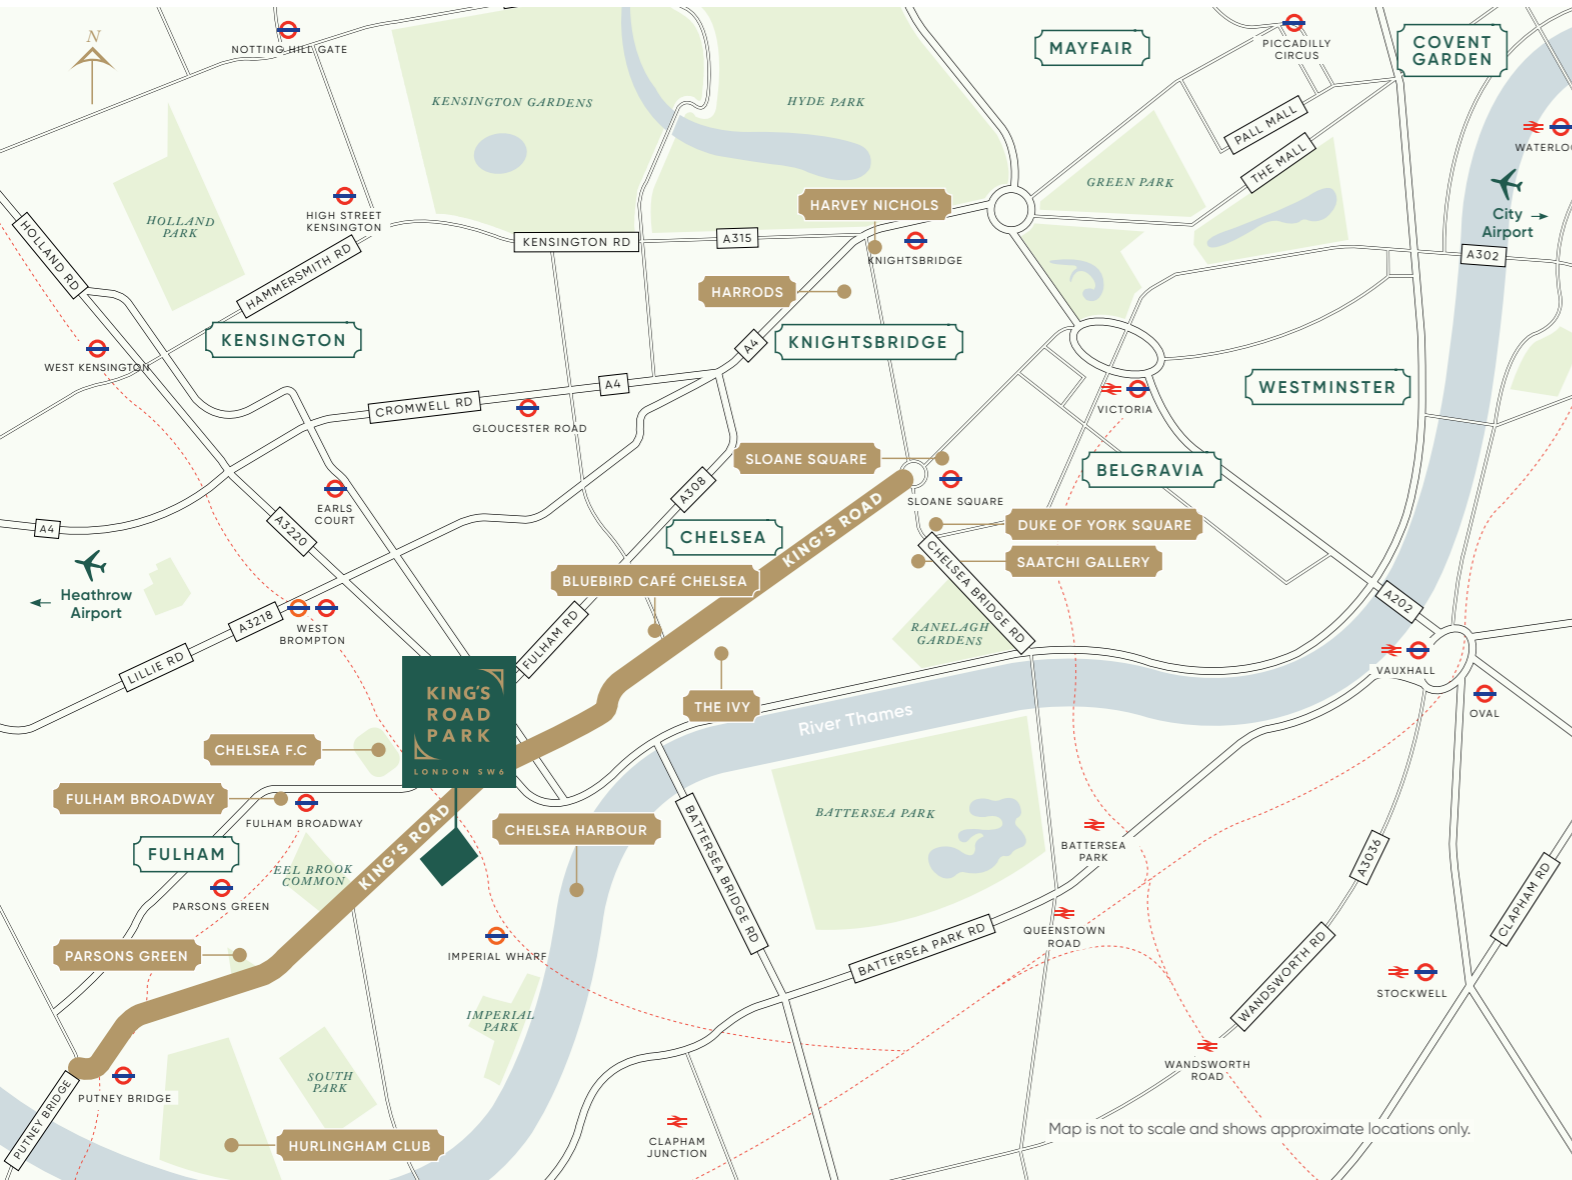 N
NOTTING HILL GATE
MAYFAIR
PICCADILLY
CIRCUS
COVENT
GARDEN
KENSINGTON GARDENS
HYDE PARK
PALL MALL
THE MALL
GREEN PARK
City
Airport
HOLLAND
PARK
HIGH STREET
KENSINGTON
HARVEY NICHOLS
HOLLAND RD
HAMMERSMITH RD
KENSINGTON RD
A315
KNIGHTSBRIDGE
A302
HARRODS
KENSINGTON
KNIGHTSBRIDGE
A4
WEST KENSINGTON
CROMWELL RD
A4
GLOUCESTER ROAD
VICTORIA
WESTMINSTER
SLOANE SQUARE
BELGRAVIA
EARLS
COURT
A308
SLOANE SQUARE
A4
A3220
CHELSEA
KING'S ROAD
DUKE OF YORK SQUARE
SAATCHI GALLERY
CHELSEA BRIDGE RD
Heathrow
Airport
BLUEBIRD CAFÉ CHELSEA
A202
A3218
WEST
BROMPTON
FULHAM RD
RANELAGH
GARDENS
LILLIE RD
VAUXHALL
KING'S
ROAD
PARK
LONDON SW6
THE IVY
River Thames
OVAL
CHELSEA F.C
FULHAM BROADWAY
FULHAM BROADWAY
KING'S ROAD
CHELSEA HARBOUR
BATTERSEA BRIDGE RD
BATTERSEA PARK
BATTERSEA
PARK
A3036
FULHAM
EEL BROOK
COMMON
PARSONS GREEN
CLAPHAM RD
PARSONS GREEN
IMPERIAL WHARF
BATTERSEA PARK RD
QUEENSTOWN
ROAD
WANDSWORTH RD
STOCKWELL
IMPERIAL
PARK
SOUTH
PARK
WANDSWORTH
ROAD
PUTNEY BRIDGE
PUTNEY BRIDGE
HURLINGHAM CLUB
CLAPHAM
JUNCTION
Map is not to scale and shows approximate locations only.